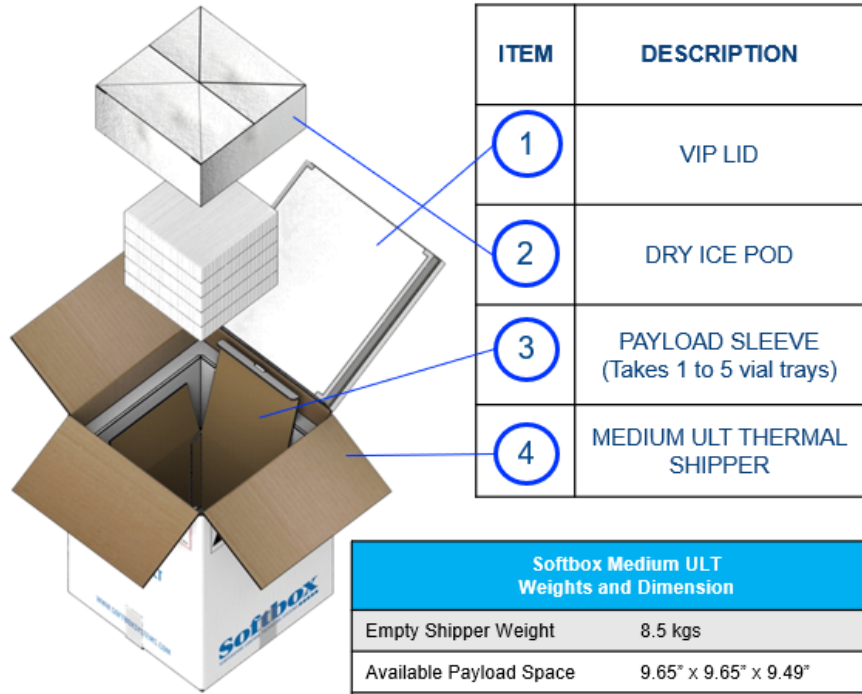 ITEM DESCRIPTION
1 VIP LID
2 DRY ICE POD
3 PAYLOAD SLEEVE
(Takes 1 to 5 vial trays)
4 MEDIUM ULT THERMAL
SHIPPER
Softbox Medium ULT
Weights and Dimension
Empty Shipper Weight 8.5 kgs
Available Payload Space 9.65” x 9.65” x 9.49”
Softbox